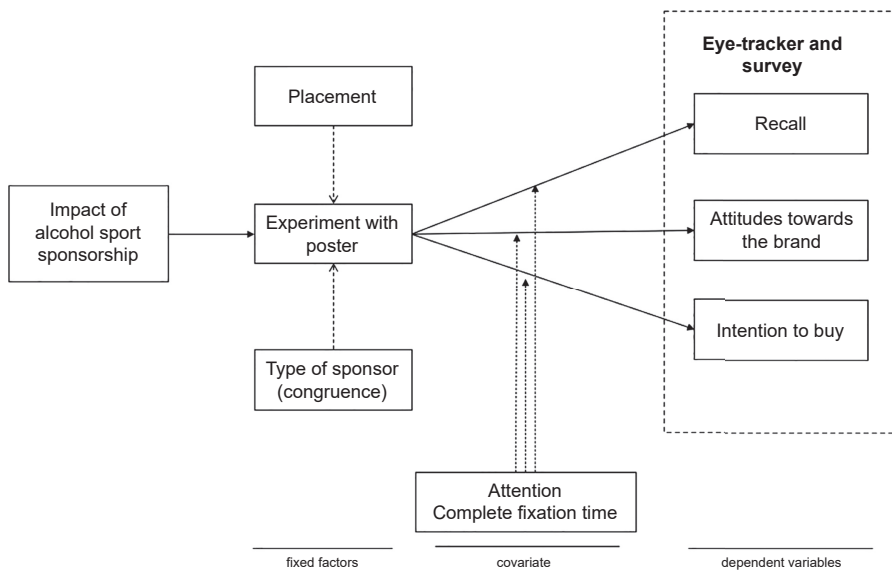 Eye-tracker and
survey
Placement
Recall
Impact of
alcohol sport
sponsorship
Experiment with
poster
Attitudes towards
the brand
Intention to buy
Type of sponsor
(congruence)
Attention
Complete fixation time
fixed factors
covariate
dependent variables